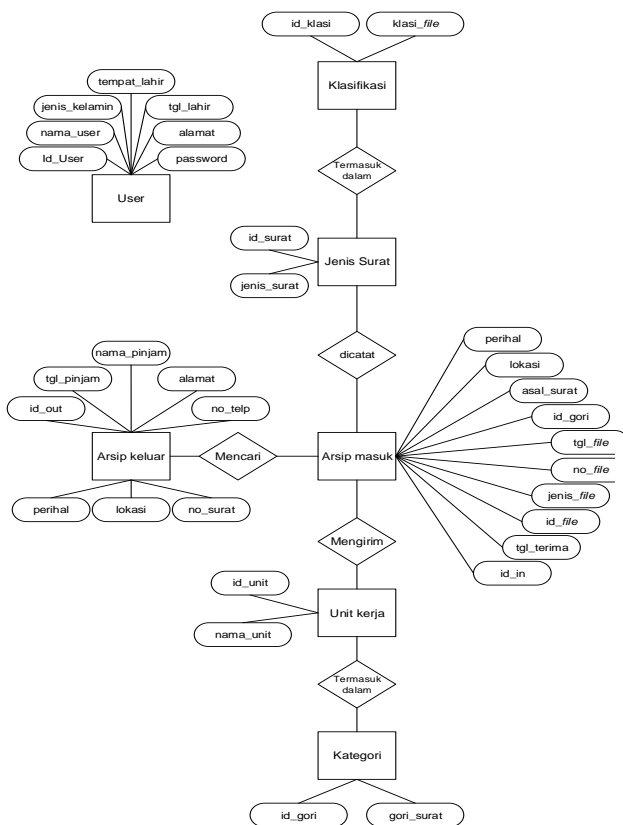 id_klasi
klasi_file
Klasifikasi
tempat_lahir
jenis_kelamin
tgl_lahir
nama_user
alamat
Id_User
password
User
Termasuk
dalam
id_surat
Jenis Surat
jenis_surat
dicatat
perihal
lokasi
asal_surat
id_gori
tgl_file
no_file
jenis_file
id_file
tgl_terima
id_in
nama_pinjam
tgl_pinjam
alamat
id_out
no_telp
Arsip keluar
Mencari
Arsip masuk
perihal
lokasi
no_surat
Mengirim
id_unit
Unit kerja
nama_unit
Termasuk
dalam
Kategori
id_gori
gori_surat